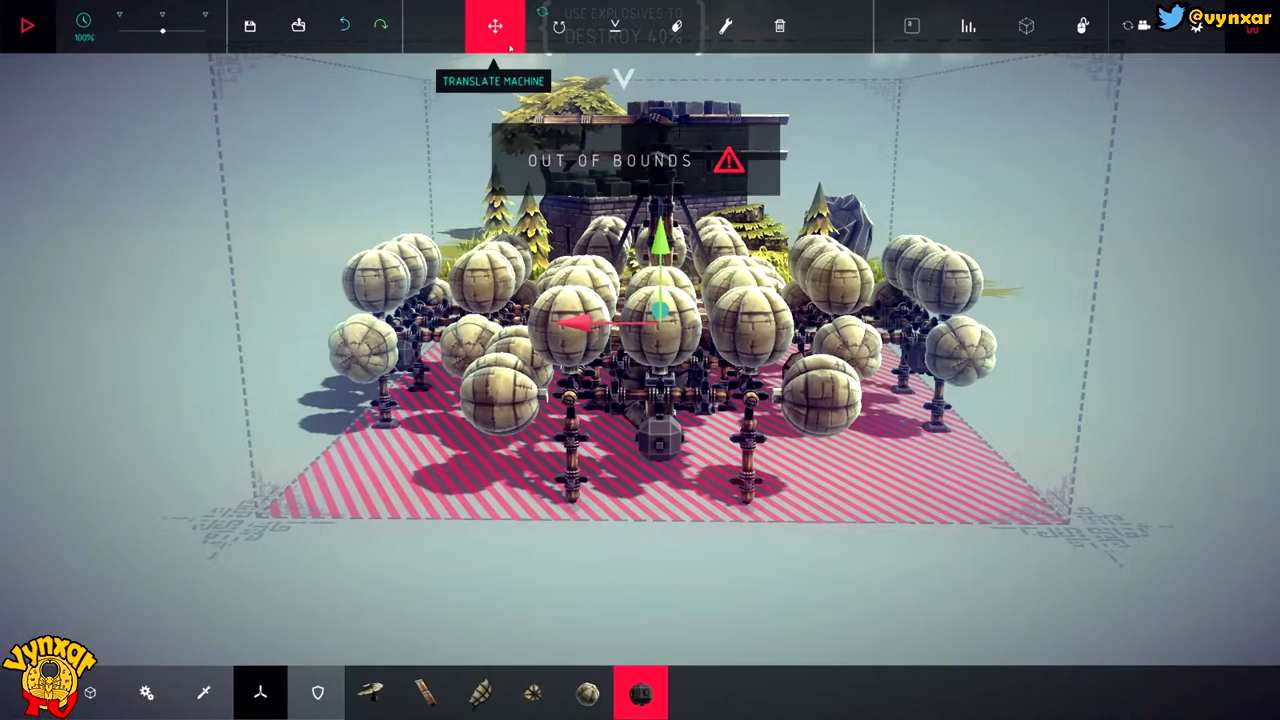 @vynxar
USE EXPLOSIVES TO
DESTROY 40%
100%
TRANSLATE MACHINE
OUT OF BOUNDS
Vynxar